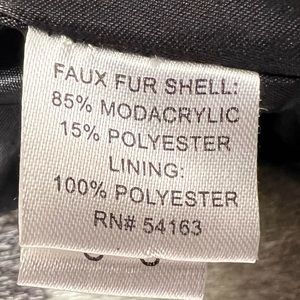 FAUX FUR SHELL:
85% MODACRYLIC
15% POLYESTER
LINING:
100% POLYESTER
RN# 54163